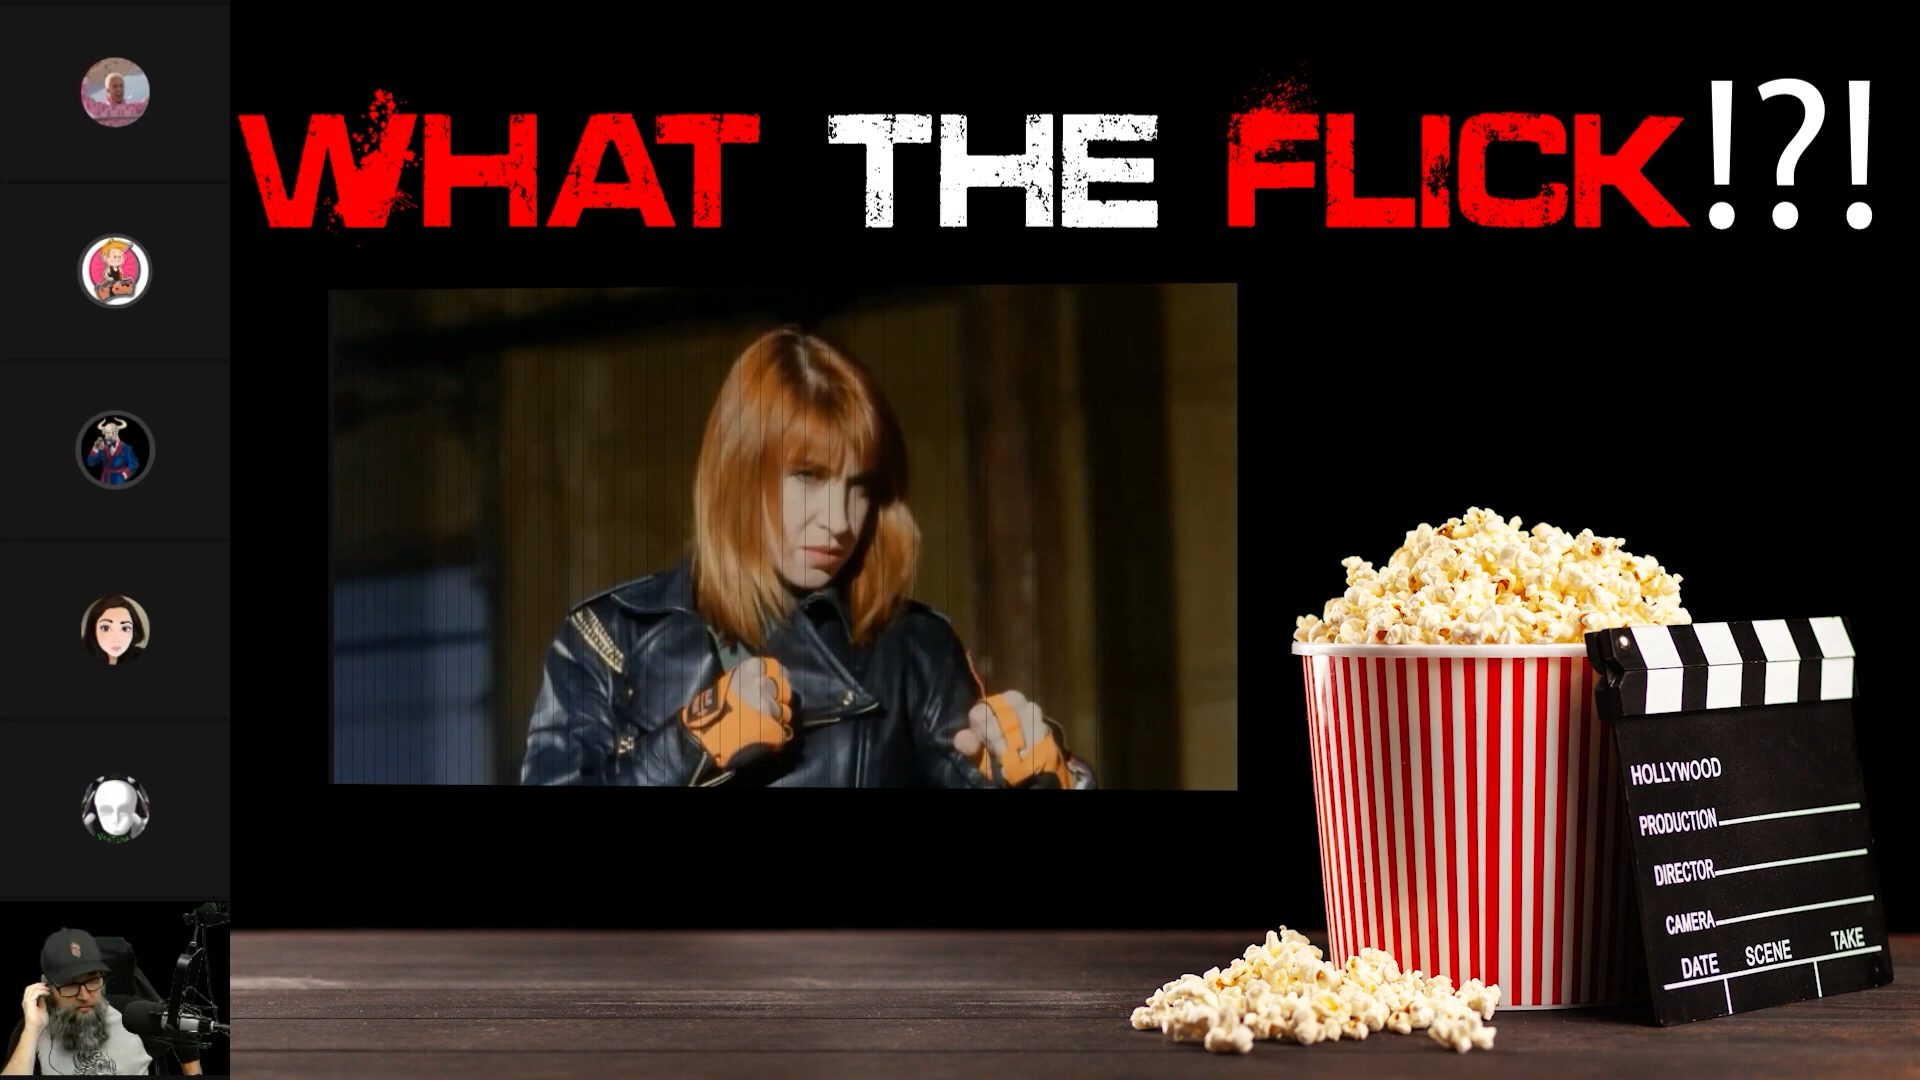 WHAT THE FLICK!?!
HOLLYWOOD
PRODUCTION
DIRECTOR
CAMERA
DATE SCENE TAKE